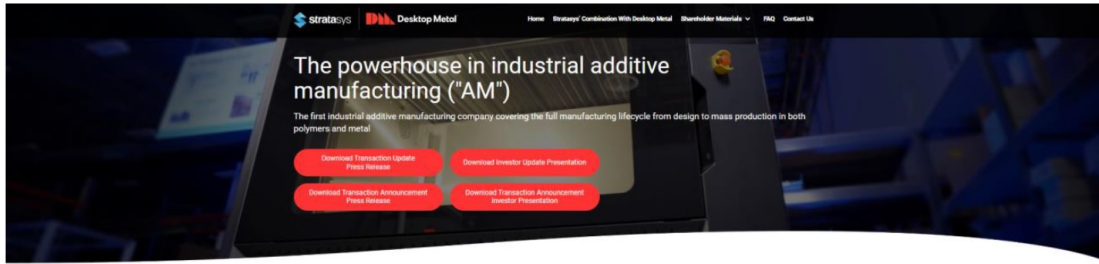 stratasys
Desktop Metal
Home Stratasys' Combination With Desktop Metal Shareholder Materials FAQ Contact Us
The powerhouse in industrial additive
manufacturing ("AM")
The first industrial additive manufacturing company covering the full manufacturing lifecycle from design to mass production in both
polymers and metal
Download Transaction Update
Press Release
Download Investor Update Presentation
Download Transaction Announcement
Press Release
Download Transaction Announcement
Investor Presentation